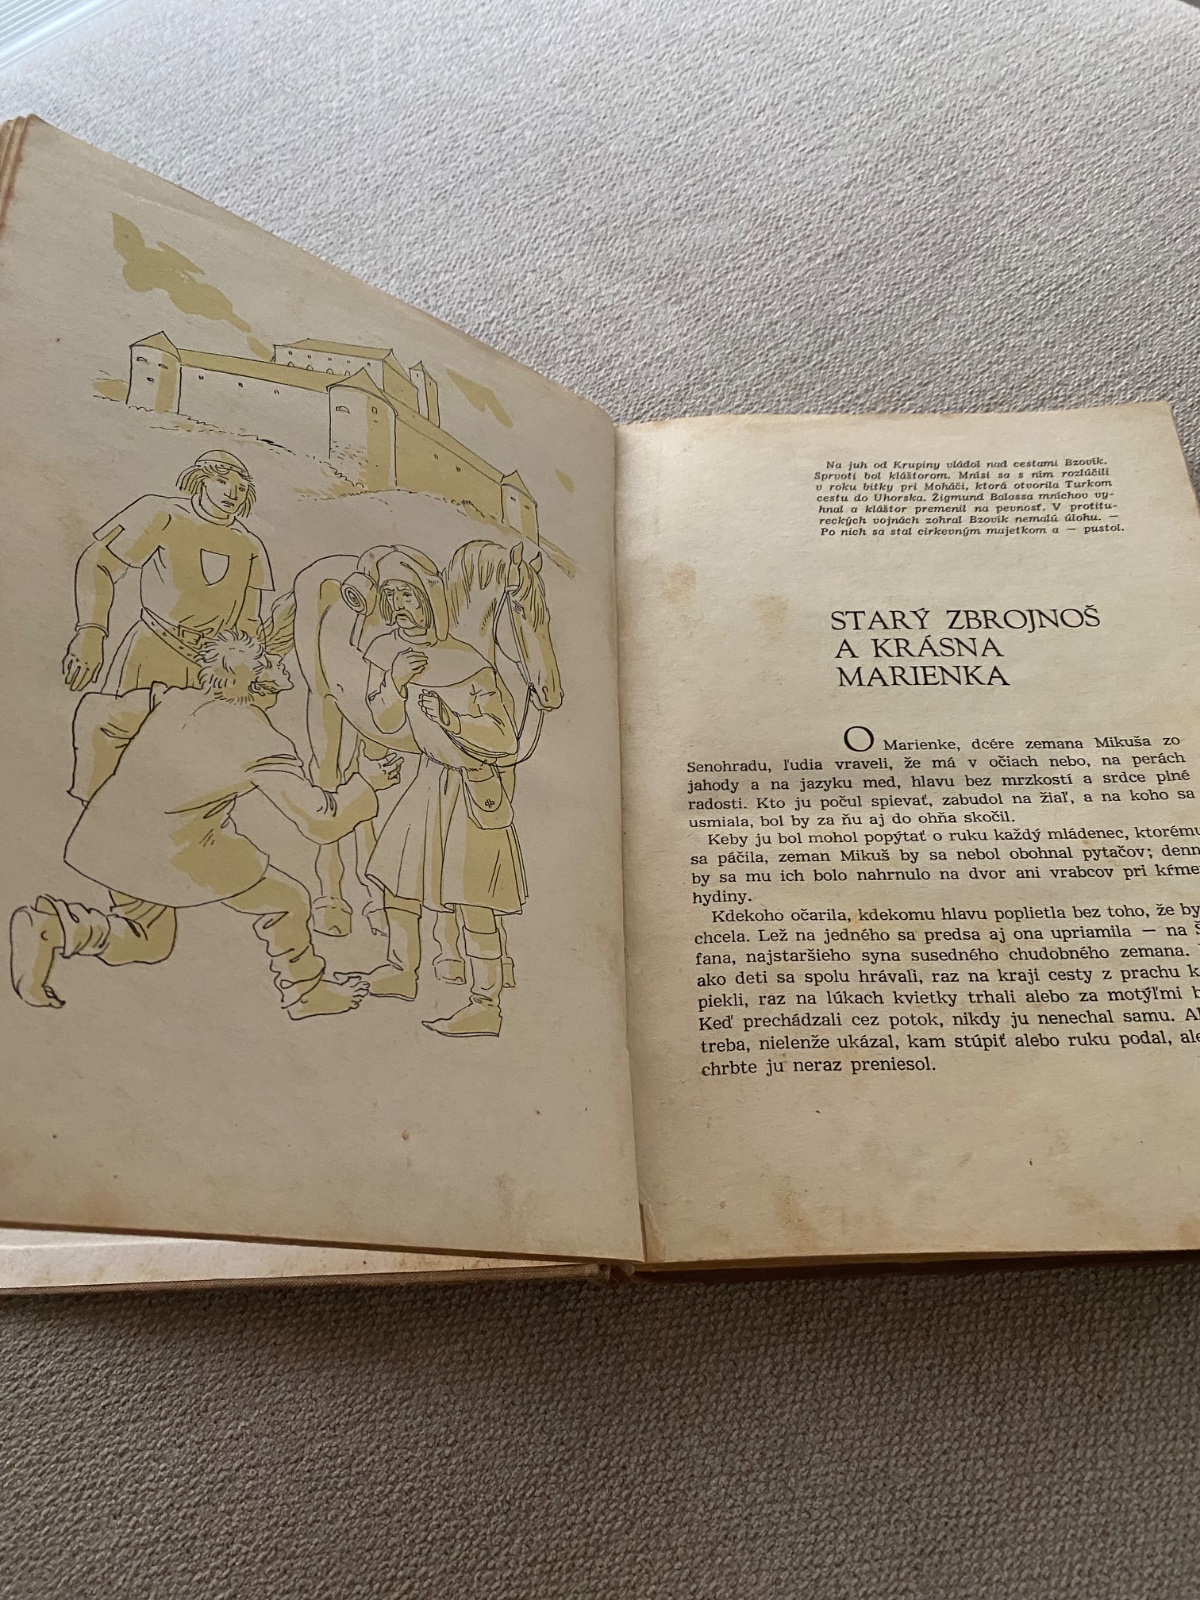 Na juh od Krupiny vládol nad cestami Bzovík.
Sprvoti bol kláštorom. Mnísi sa s ním rozlúčili
v roku bitky pri Moháči, ktorá otvorila Turkom
cestu do Uhorska. Žigmund Balassa mníchov vy-
hnal a kláštor premenil na pevnosť. V protitu-
reckých vojnách zohral Bzovík nemalú úlohu. —
Po nich sa stal cirkevným majetkom a — pustol.
STARÝ ZBROJNOŠ
A KRÁSNA
MARIENKA
O Marienke, dcére zemana Mikuša zo
Senohradu, ľudia vraveli, že má v očiach nebo, na perách
jahody a na jazyku med, hlavu bez mrzkostí a srdce plné
radosti. Kto ju počul spievať, zabudol na žiaľ, a na koho sa
usmiala, bol by za ňu aj do ohňa skočil.
Keby ju bol mohol popýtať o ruku každý mládenec, ktorému
sa páčila, zeman Mikuš by sa nebol obohnal pytačov; denn
by sa mu ich bolo nahrnulo na dvor ani vrabcov pri kŕme
hydiny.
Kdekoho očarila, kdekomu hlavu poplietla bez toho, že by
chcela. Lež na jedného sa predsa aj ona upriamila — na Š
fana, najstaršieho syna susedného chudobného zemana.
ako deti sa spolu hrávali, raz na kraji cesty z prachu k
piekli, raz na lúkach kvietky trhali alebo za motýľmi b
Keď prechádzali cez potok, nikdy ju nenechal samu. A
treba, nielenže ukázal, kam stúpiť alebo ruku podal, ale
chrbte ju neraz preniesol.